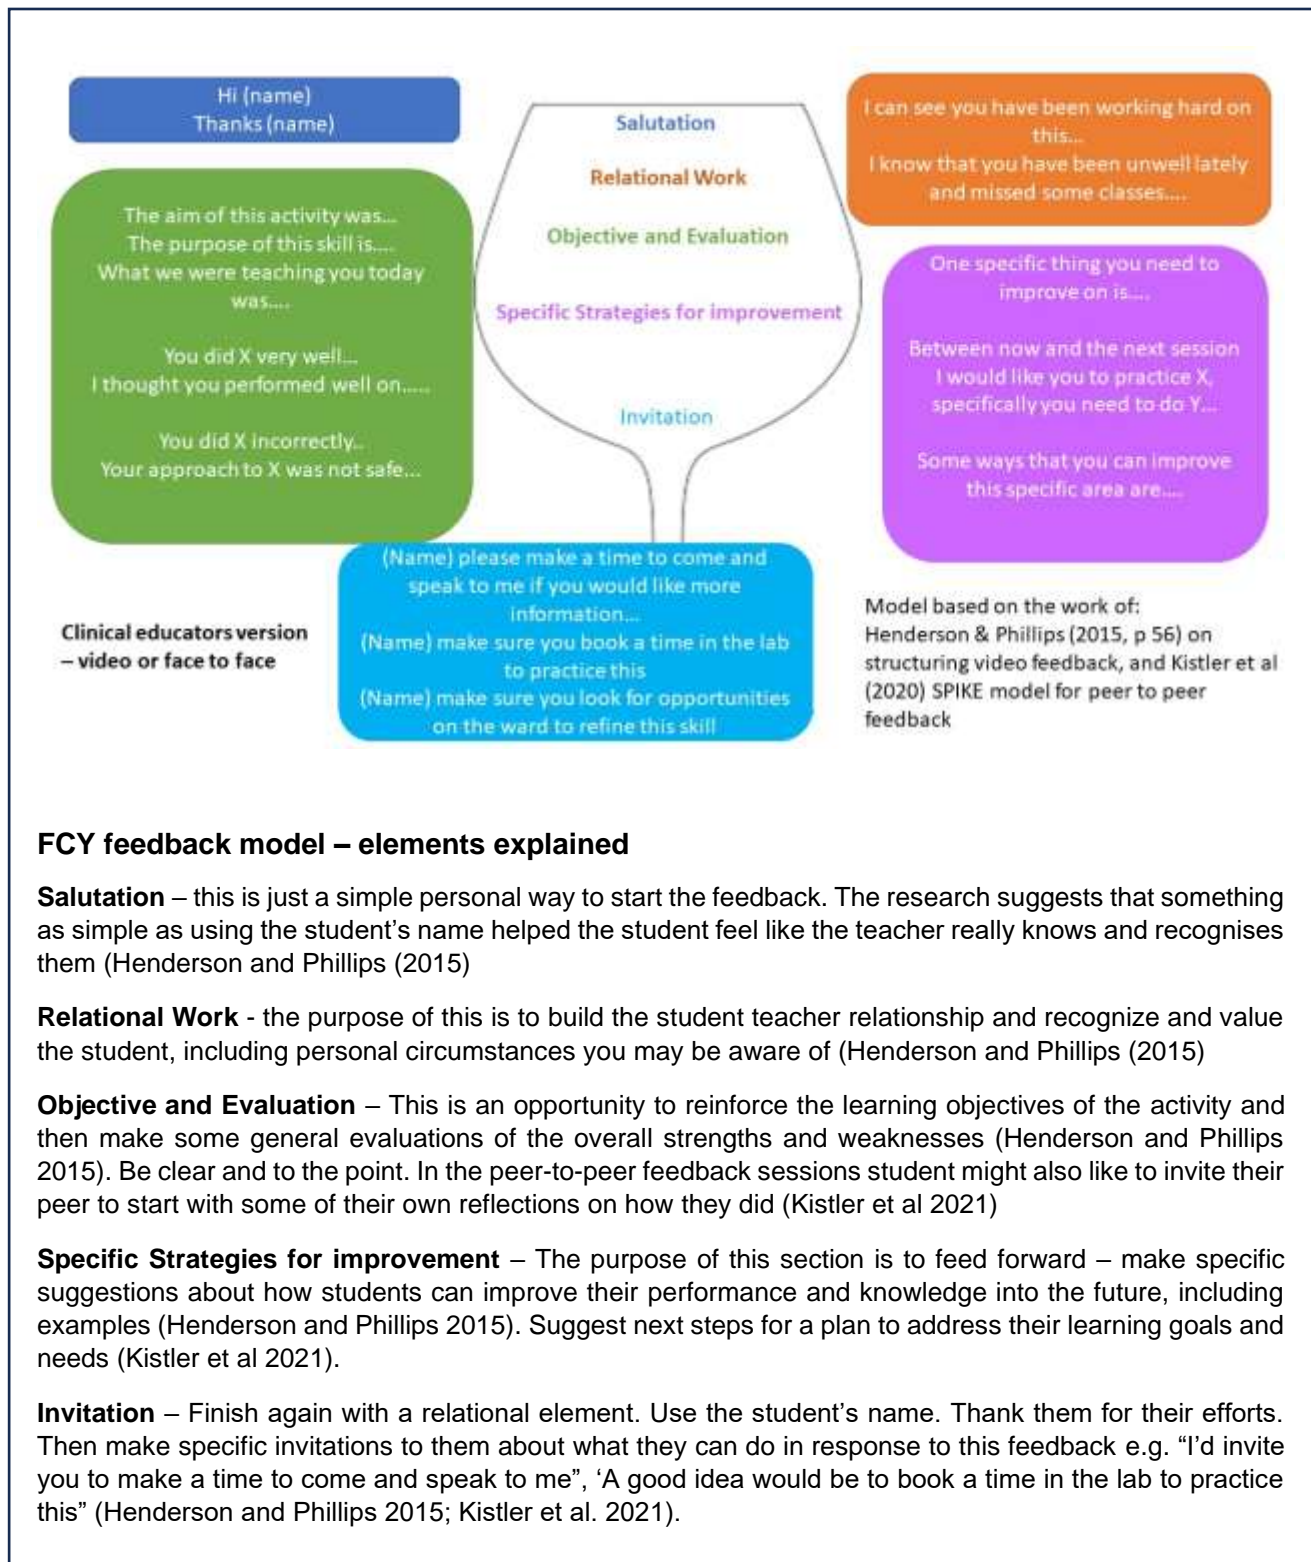 Hi (name)
Thanks (name)
Salutation
Relational Work
Objective and Evaluation
Specific Strategies for improvement
Invitation
I can see you have been working hard on
this...
I know that you have been unwell lately
and missed some classes....
The aim of this activity was...
The purpose of this skill is....
What we were teaching you today
was....
You did X very well...
I thought you performed well on.....
You did X incorrectly..
Your approach to X was not safe...
One specific thing you need to
improve on is....
Between now and the next session
I would like you to practice X,
specifically you need to do Y...
Some ways that you can improve
this specific area are....
(Name) please make a time to come and
speak to me if you would like more
information...
(Name) make sure you book a time in the lab
to practice this
(Name) make sure you look for opportunities
on the ward to refine this skill
Clinical educators version
– video or face to face
Model based on the work of:
Henderson & Phillips (2015, p 56) on
structuring video feedback, and Kistler et al
(2020) SPIKE model for peer to peer
feedback
FCY feedback model – elements explained
Salutation – this is just a simple personal way to start the feedback. The research suggests that something
as simple as using the student’s name helped the student feel like the teacher really knows and recognises
them (Henderson and Phillips (2015)
Relational Work - the purpose of this is to build the student teacher relationship and recognize and value
the student, including personal circumstances you may be aware of (Henderson and Phillips (2015)
Objective and Evaluation – This is an opportunity to reinforce the learning objectives of the activity and
then make some general evaluations of the overall strengths and weaknesses (Henderson and Phillips
2015). Be clear and to the point. In the peer-to-peer feedback sessions student might also like to invite their
peer to start with some of their own reflections on how they did (Kistler et al 2021)
Specific Strategies for improvement – The purpose of this section is to feed forward – make specific
suggestions about how students can improve their performance and knowledge into the future, including
examples (Henderson and Phillips 2015). Suggest next steps for a plan to address their learning goals and
needs (Kistler et al 2021).
Invitation – Finish again with a relational element. Use the student’s name. Thank them for their efforts.
Then make specific invitations to them about what they can do in response to this feedback e.g. “I’d invite
you to make a time to come and speak to me”, ‘A good idea would be to book a time in the lab to practice
this” (Henderson and Phillips 2015; Kistler et al. 2021).